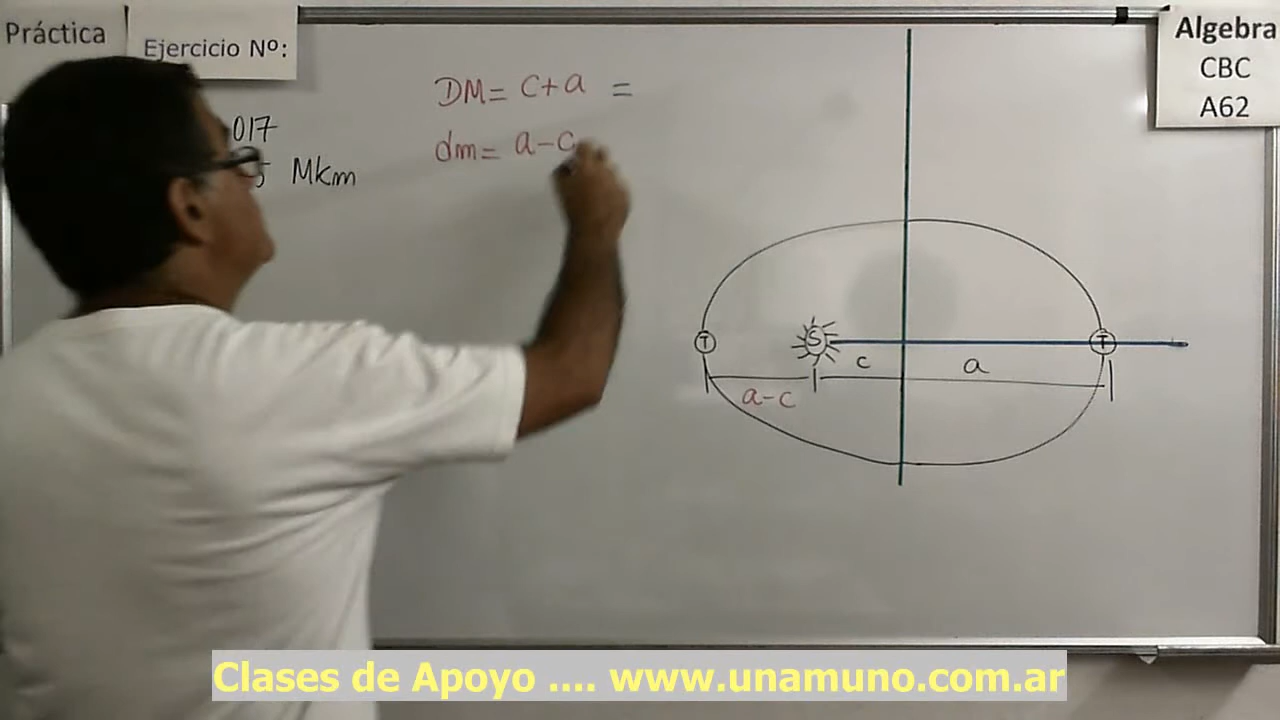 Práctica
Ejercicio Nº:
Algebra
CBC
A62
017
Mkm
DM = C+a =
dm = a-c
T
S
T
c
a
a-c
Clases de Apoyo .... www.unamuno.com.ar